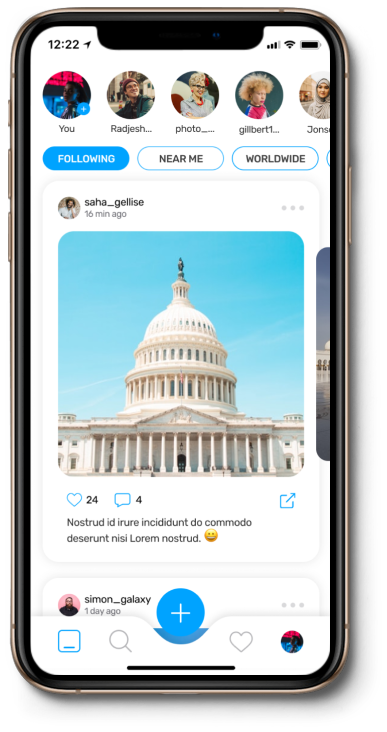 12:22
You
Radjesh...
photo_...
gillbert1...
Jons
FOLLOWING
NEAR ME
WORLDWIDE
saha_gellise
16 min ago
24
4
Nostrud id irure incididunt do commodo
deserunt nisi Lorem nostrud. 😀
simon_galaxy
1 day ago